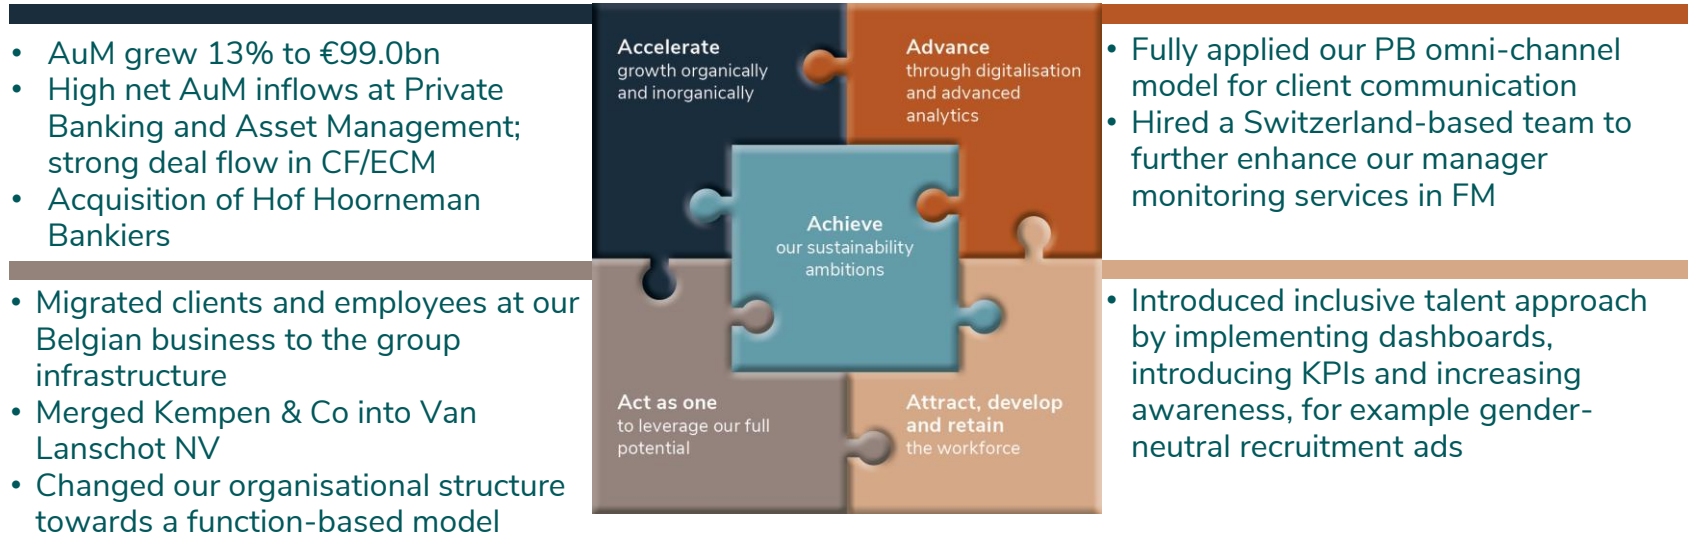 • AuM grew 13% to €99.0bn
• High net AuM inflows at Private
Banking and Asset Management;
strong deal flow in CF/ECM
• Acquisition of Hof Hoorneman
Bankiers
Accelerate
growth organically
and inorganically
Advance
through digitalisation
and advanced
analytics
• Fully applied our PB omni-channel
model for client communication
• Hired a Switzerland-based team to
further enhance our manager
monitoring services in FM
Achieve
our sustainability
ambitions
• Migrated clients and employees at our
Belgian business to the group
infrastructure
• Merged Kempen & Co into Van
Lanschot NV
• Changed our organisational structure
towards a function-based model
Act as one
to leverage our full
potential
Attract, develop
and retain
the workforce
• Introduced inclusive talent approach
by implementing dashboards,
introducing KPIs and increasing
awareness, for example gender-
neutral recruitment ads